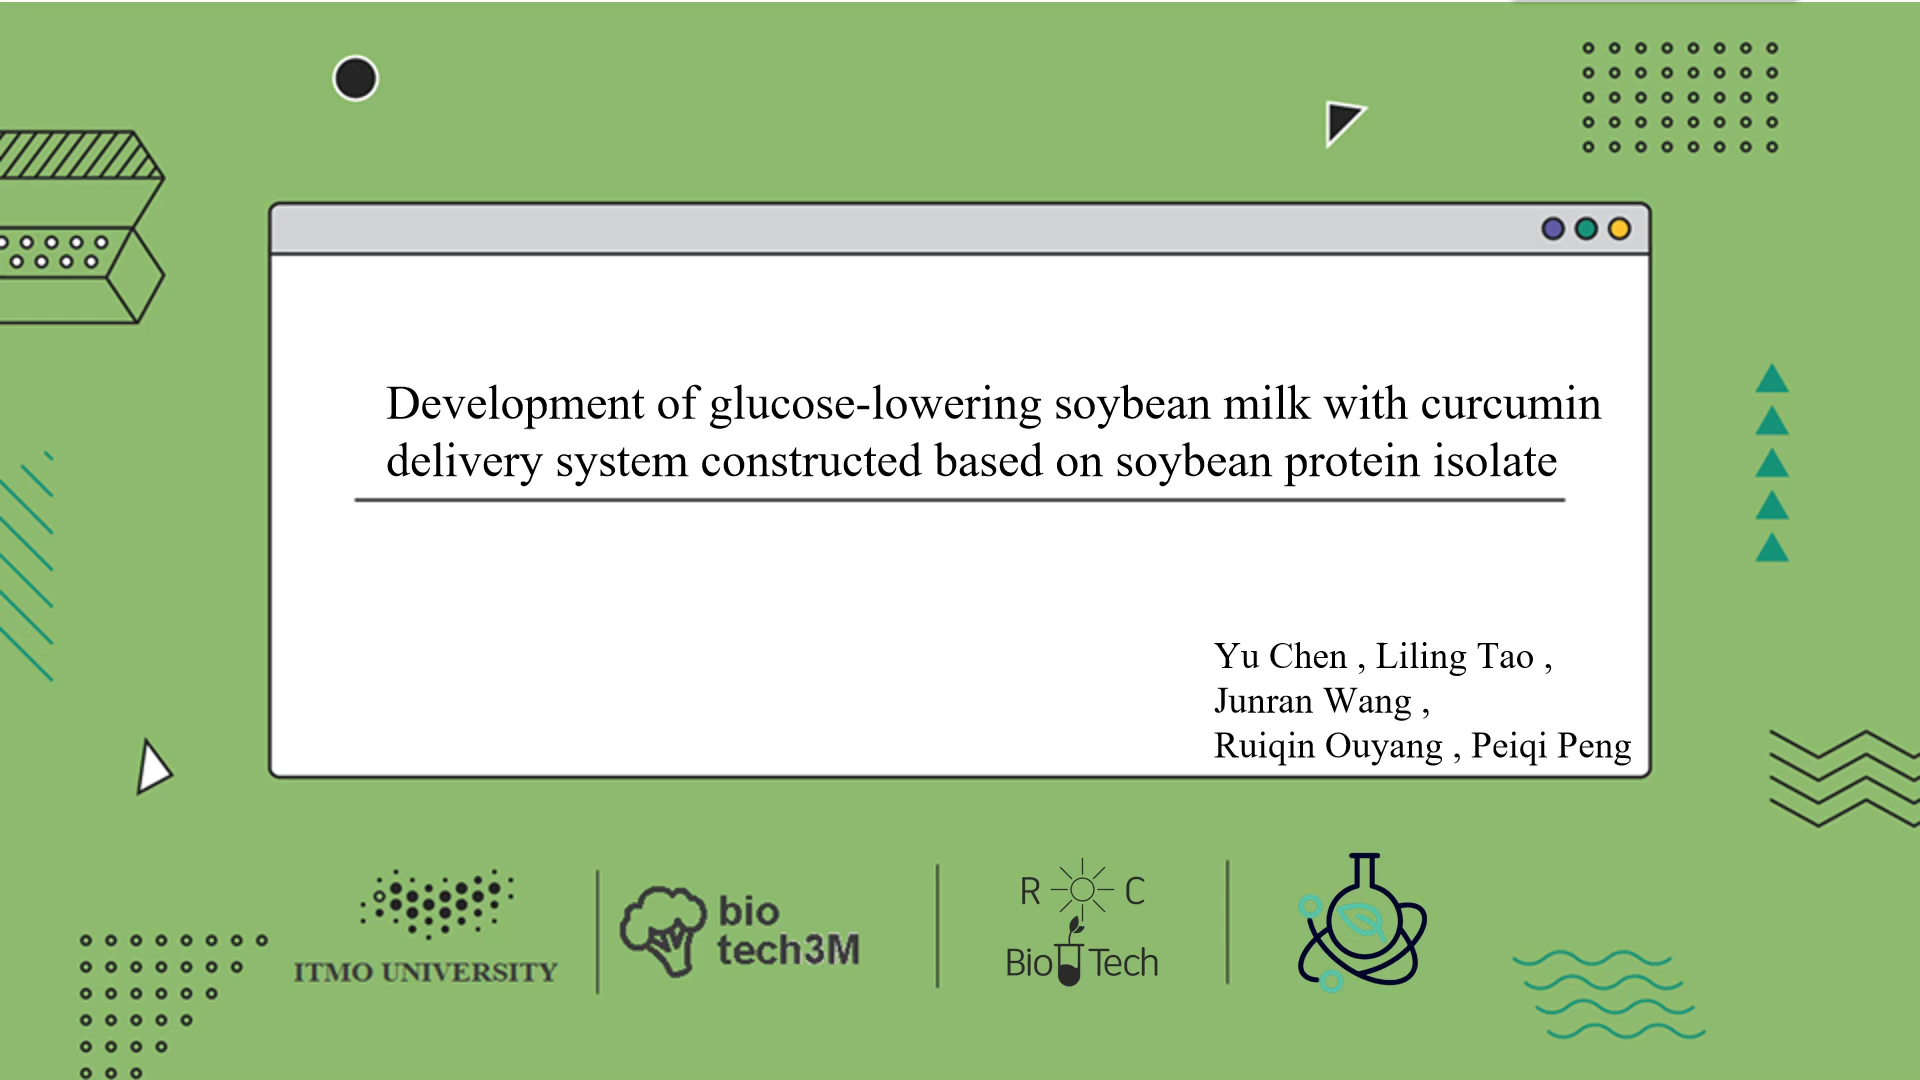 Development of glucose-lowering soybean milk with curcumin
delivery system constructed based on soybean protein isolate
Yu Chen , Liling Tao ,
Junran Wang ,
Ruiqin Ouyang , Peiqi Peng
ITMO UNIVERSITY
bio
tech3M
R C
Bio Tech